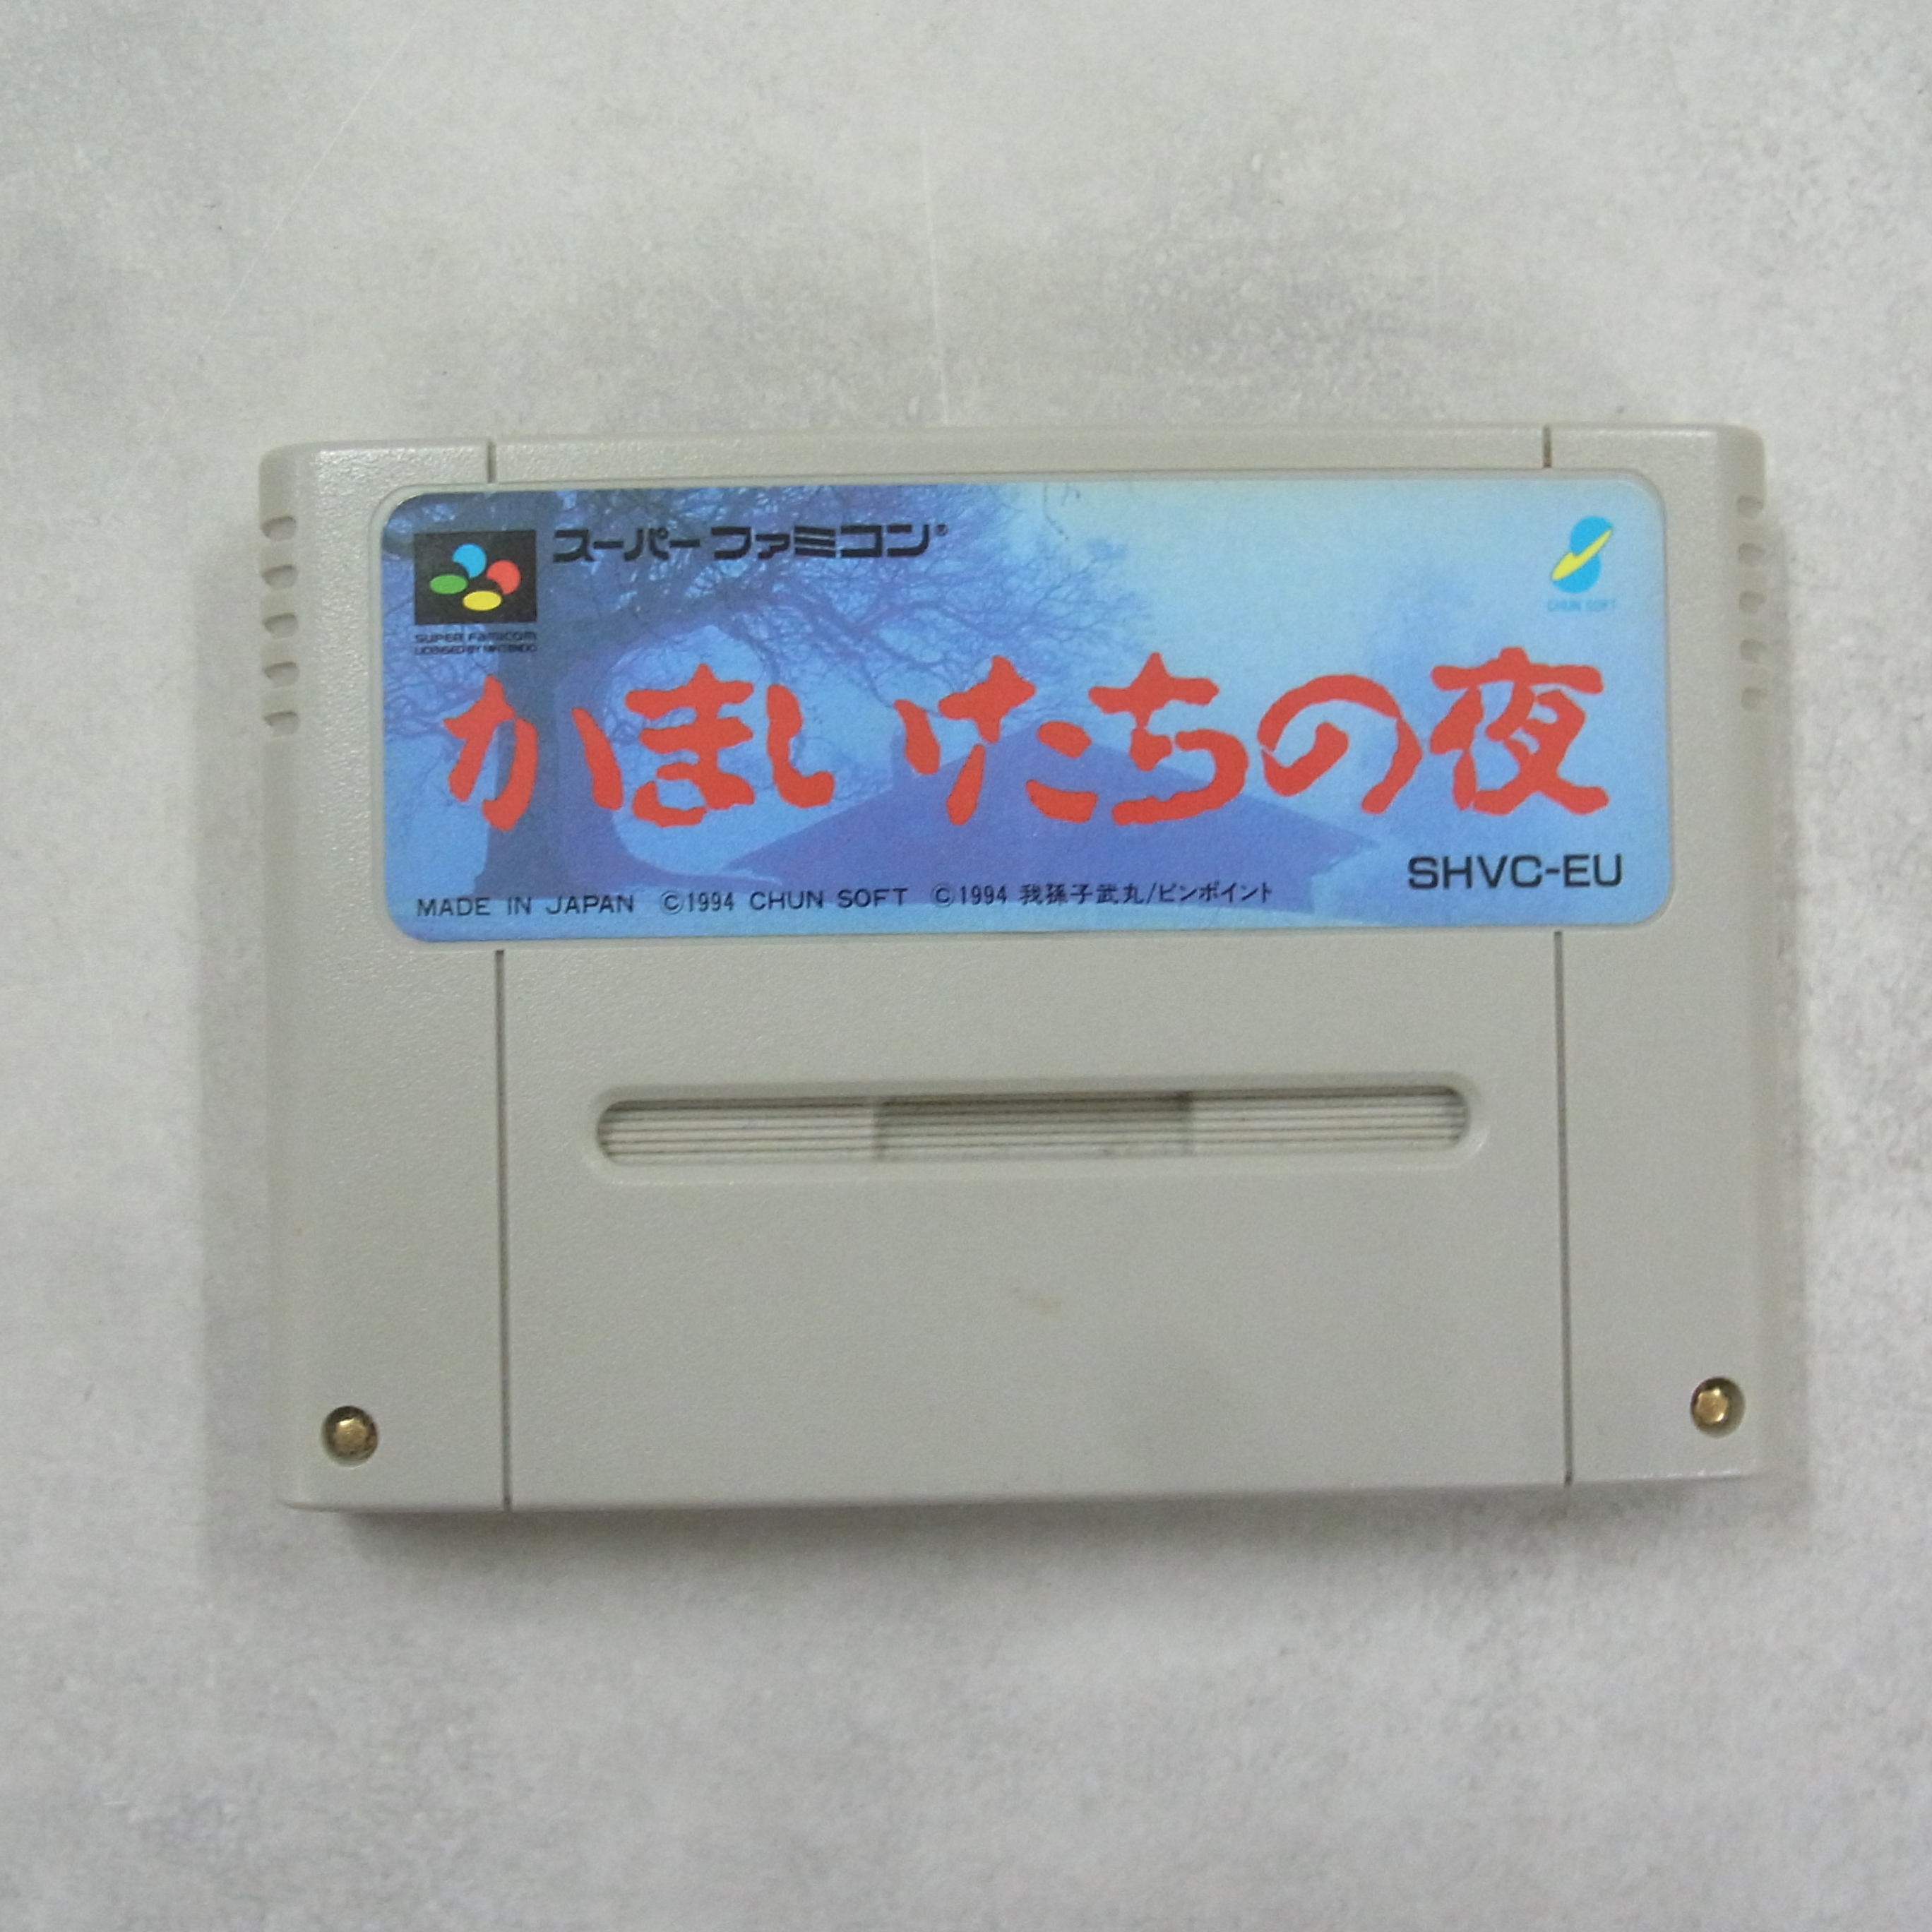 スーパーファミコン®
SUPER Famicom
LICENSED BY NINTENDO
CHUN SOFT
かまいたちの夜
SHVC-EU
MADE IN JAPAN ©1994 CHUN SOFT ©1994 我孫子武丸/ピンポイント